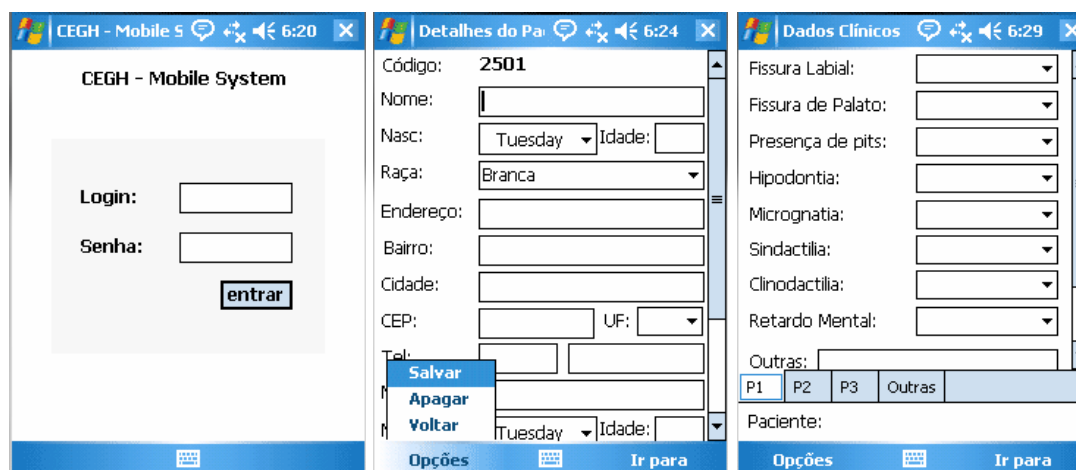 CEGH - Mobile S 6:20
CEGH - Mobile System
Login:
Senha:
entrar
Detalhes do Pa 6:24
Código: 2501
Nome:
Nasc: Tuesday Idade:
Raça: Branca
Endereço:
Bairro:
Cidade:
CEP: UF:
Tel:
Salvar
Apagar
Voltar
Tuesday Idade:
Opções Ir para
Dados Clínicos 6:29
Fissura Labial:
Fissura de Palato:
Presença de pits:
Hipodontia:
Micrognatia:
Sindactilia:
Clinodactilia:
Retardo Mental:
Outras:
P1 P2 P3 Outras
Paciente:
Opções Ir para